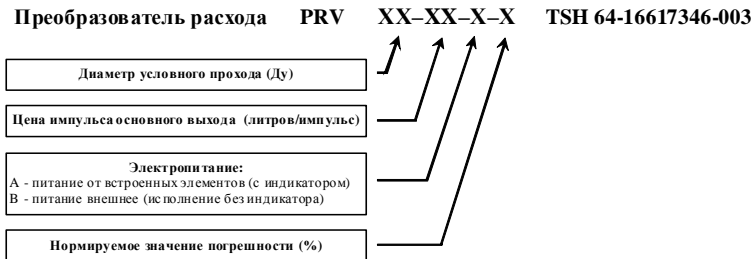 Преобразователь расхода PRV XX–XX–X–X TSH 64-16617346-003
Диаметр условного прохода (Ду)
Цена импульса основного выхода (литров/импульс)
Электропитание:
А - питание от встроенных элементов (с индикатором)
В - питание внешнее (исполнение без индикатора)
Нормируемое значение погрешности (%)